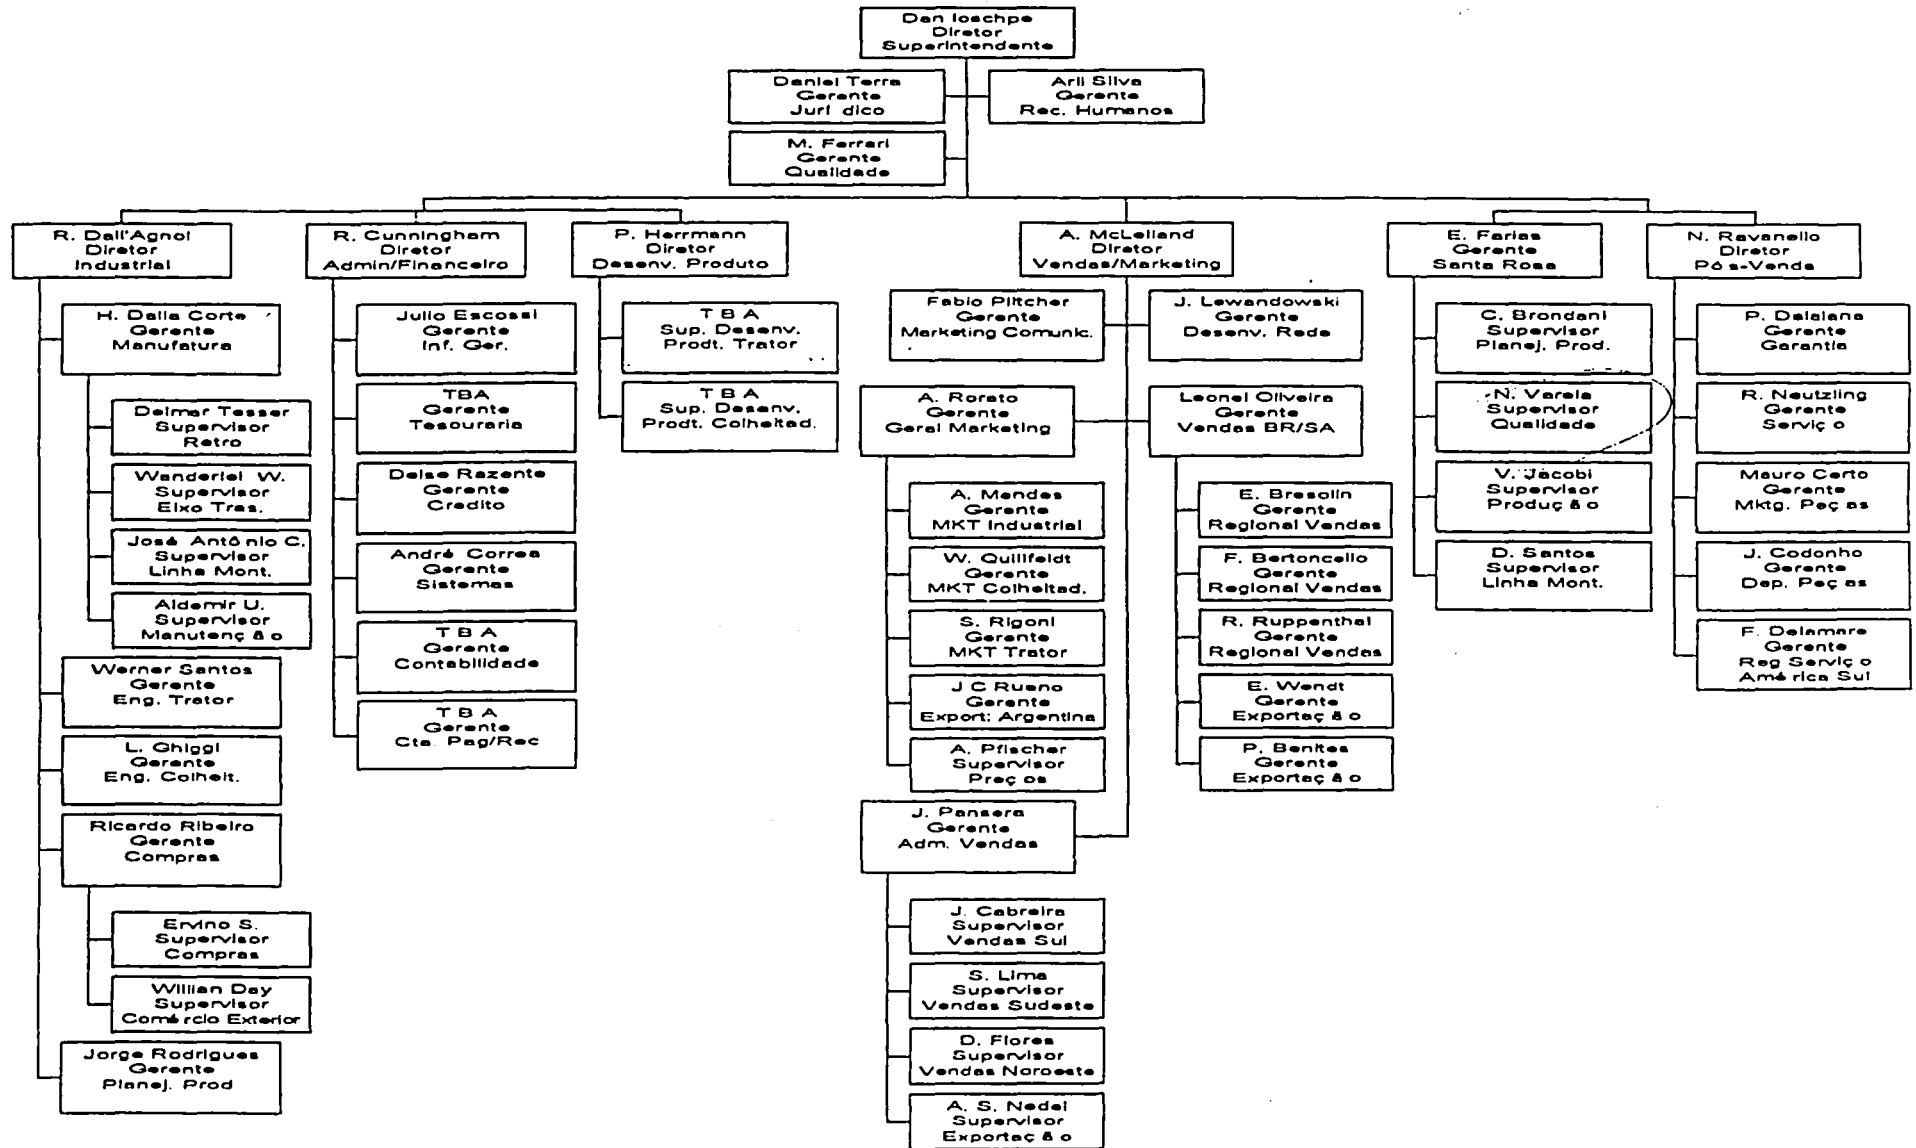 Dan Ioschpe
Diretor
Superintendente
Daniel Terra
Gerente
Jurí dico
Arli Silva
Gerente
Rec. Humanos
M. Ferrari
Gerente
Qualidade
R. Dall'Agnol
Diretor
Industrial
H. Dalla Corte
Gerente
Manufatura
Delmar Tesser
Supervisor
Retro
Wanderlei W.
Supervisor
Eixo Tras.
José Antô nio C.
Supervisor
Linha Mont.
Aldemir U.
Supervisor
Manutenç ã o
Werner Santos
Gerente
Eng. Trator
L. Ghiggi
Gerente
Eng. Colheit.
Ricardo Ribeiro
Gerente
Compras
Ervino S.
Supervisor
Compras
Willian Day
Supervisor
Comé rcio Exterior
Jorge Rodrigues
Gerente
Planej. Prod
R. Cunningham
Diretor
Admin/Financeiro
Julio Escossi
Gerente
Inf. Ger.
TBA
Gerente
Tesouraria
Deise Razente
Gerente
Credito
André Correa
Gerente
Sistemas
T B A
Gerente
Contabilidade
T B A
Gerente
Cta. Pag/Rec
P. Herrmann
Diretor
Desenv. Produto
T B A
Sup. Desenv.
Prodt. Trator
T B A
Sup. Desenv.
Prodt. Colheitad.
A. McLelland
Diretor
Vendas/Marketing
Fabio Piltcher
Gerente
Marketing Comunic.
J. Lewandowski
Gerente
Desenv. Rede
A. Rorato
Gerente
Geral Marketing
A. Mendes
Gerente
MKT Industrial
W. Quillfeldt
Gerente
MKT Colheitad.
S. Rigoni
Gerente
MKT Trator
J C Rueno
Gerente
Export: Argentina
A. Pfischer
Supervisor
Preç os
Leonel Oliveira
Gerente
Vendas BR/SA
E. Bresolin
Gerente
Regional Vendas
F. Bertoncello
Gerente
Regional Vendas
R. Ruppenthal
Gerente
Regional Vendas
E. Wendt
Gerente
Exportaç ã o
P. Benites
Gerente
Exportaç ã o
J. Pansera
Gerente
Adm. Vendas
J. Cabreira
Supervisor
Vendas Sul
S. Lima
Supervisor
Vendas Sudeste
D. Flores
Supervisor
Vendas Noroeste
A. S. Nedel
Supervisor
Exportaç ã o
E. Farias
Gerente
Santa Rosa
C. Brondani
Supervisor
Planej. Prod.
N. Varela
Supervisor
Qualidade
V. Jacobi
Supervisor
Produç ã o
D. Santos
Supervisor
Linha Mont.
N. Ravanello
Diretor
Pó s-Venda
P. Delalana
Gerente
Garantia
R. Neutzling
Gerente
Serviç o
Mauro Certo
Gerente
Mktg. Peç as
J. Codonho
Gerente
Dep. Peç as
F. Delamare
Gerente
Reg Serviç o
Amé rica Sul